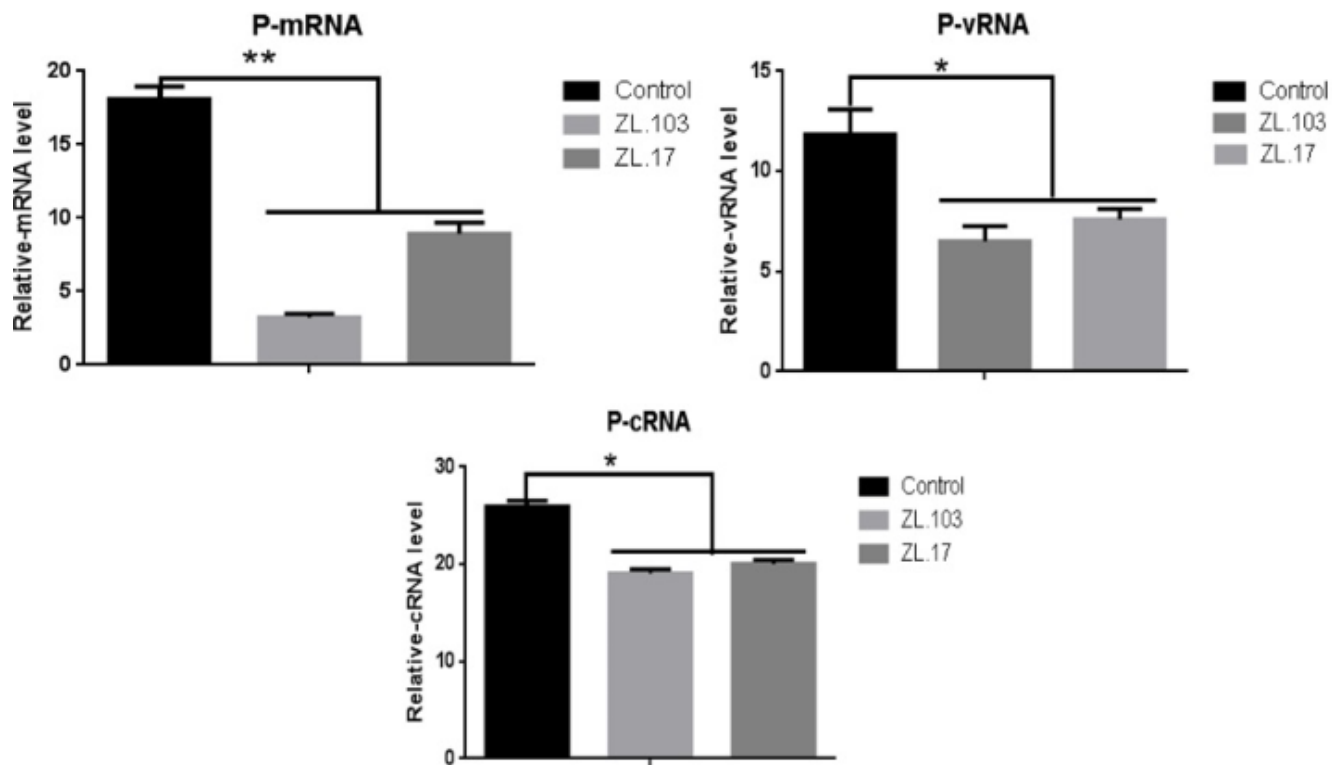 P-mRNA
**
20
15
10
5
0
Relative-mRNA level
Control
ZL.103
ZL.17
P-vRNA
*
15
10
5
0
Relative-vRNA level
Control
ZL.103
ZL.17
P-cRNA
*
30
20
10
0
Relative-cRNA level
Control
ZL.103
ZL.17